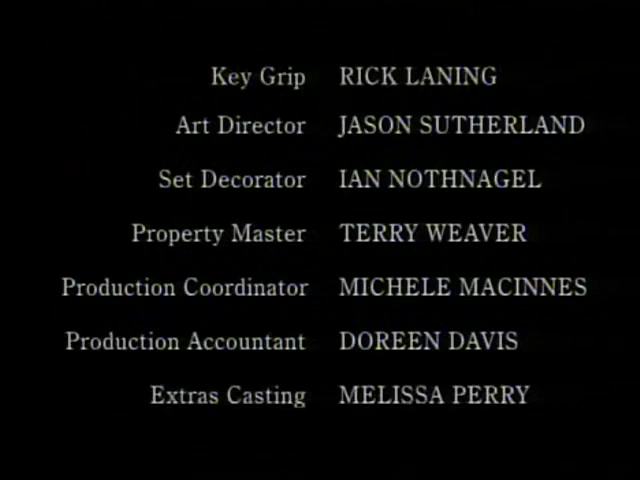 Key Grip RICK LANING
Art Director JASON SUTHERLAND
Set Decorator IAN NOTHNAGEL
Property Master TERRY WEAVER
Production Coordinator MICHELE MACINNES
Production Accountant DOREEN DAVIS
Extras Casting MELISSA PERRY